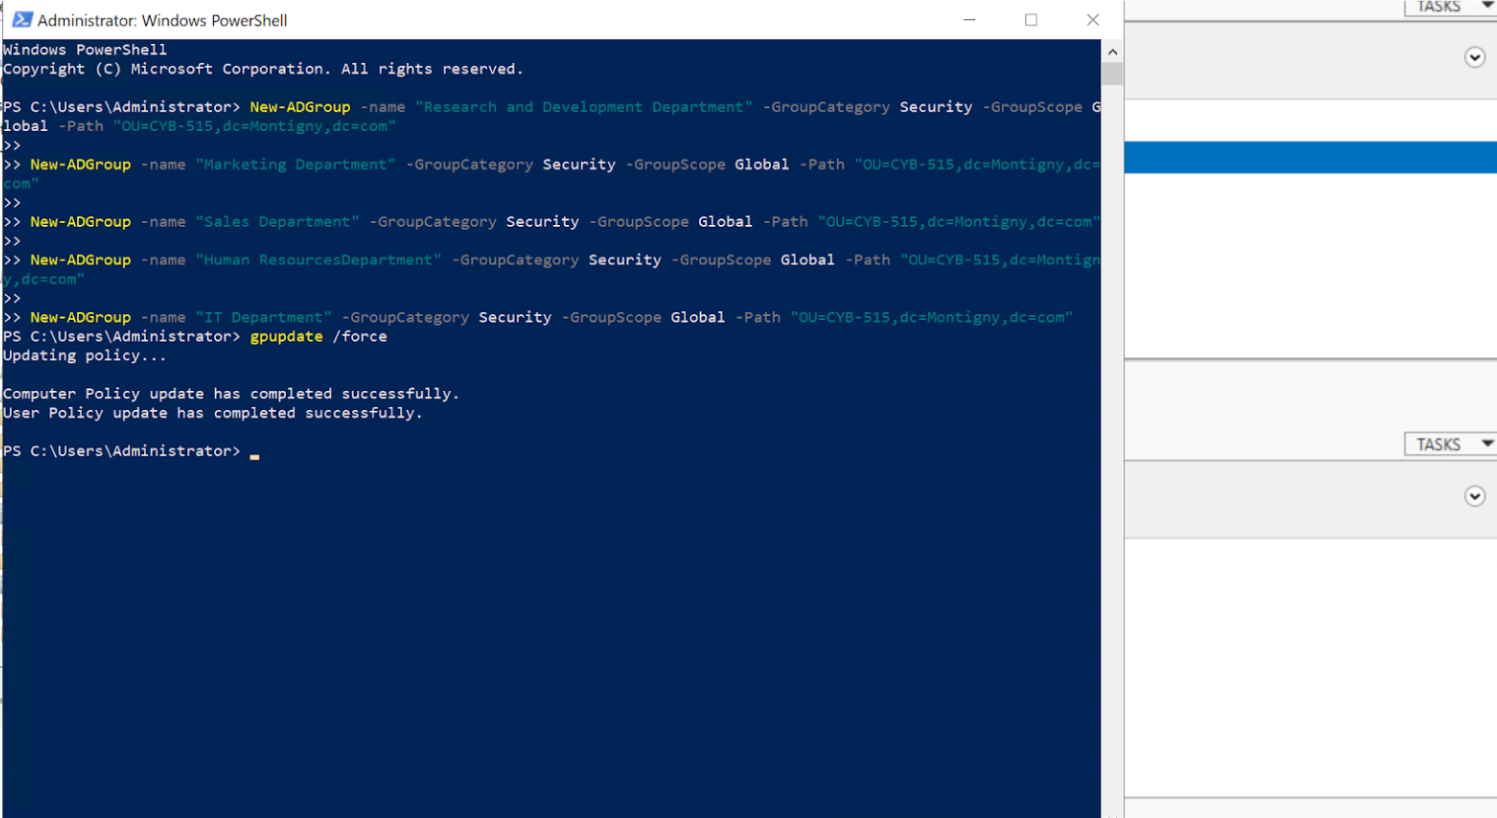 Administrator: Windows PowerShell
TASKS
Windows PowerShell
Copyright (C) Microsoft Corporation. All rights reserved.
PS C:\Users\Administrator> New-ADGroup -name "Research and Development Department" -GroupCategory Security -GroupScope G
lobal -Path "OU=CYB-515,dc=Montigny,dc=com"
>>
>> New-ADGroup -name "Marketing Department" -GroupCategory Security -GroupScope Global -Path "OU=CYB-515,dc=Montigny,dc=
com"
>>
>> New-ADGroup -name "Sales Department" -GroupCategory Security -GroupScope Global -Path "OU=CYB-515,dc=Montigny,dc=com"
>>
>> New-ADGroup -name "Human ResourcesDepartment" -GroupCategory Security -GroupScope Global -Path "OU=CYB-515,dc=Montign
y,dc=com"
>>
>> New-ADGroup -name "IT Department" -GroupCategory Security -GroupScope Global -Path "OU=CYB-515,dc=Montigny,dc=com"
PS C:\Users\Administrator> gpupdate /force
Updating policy...
Computer Policy update has completed successfully.
User Policy update has completed successfully.
PS C:\Users\Administrator>
TASKS